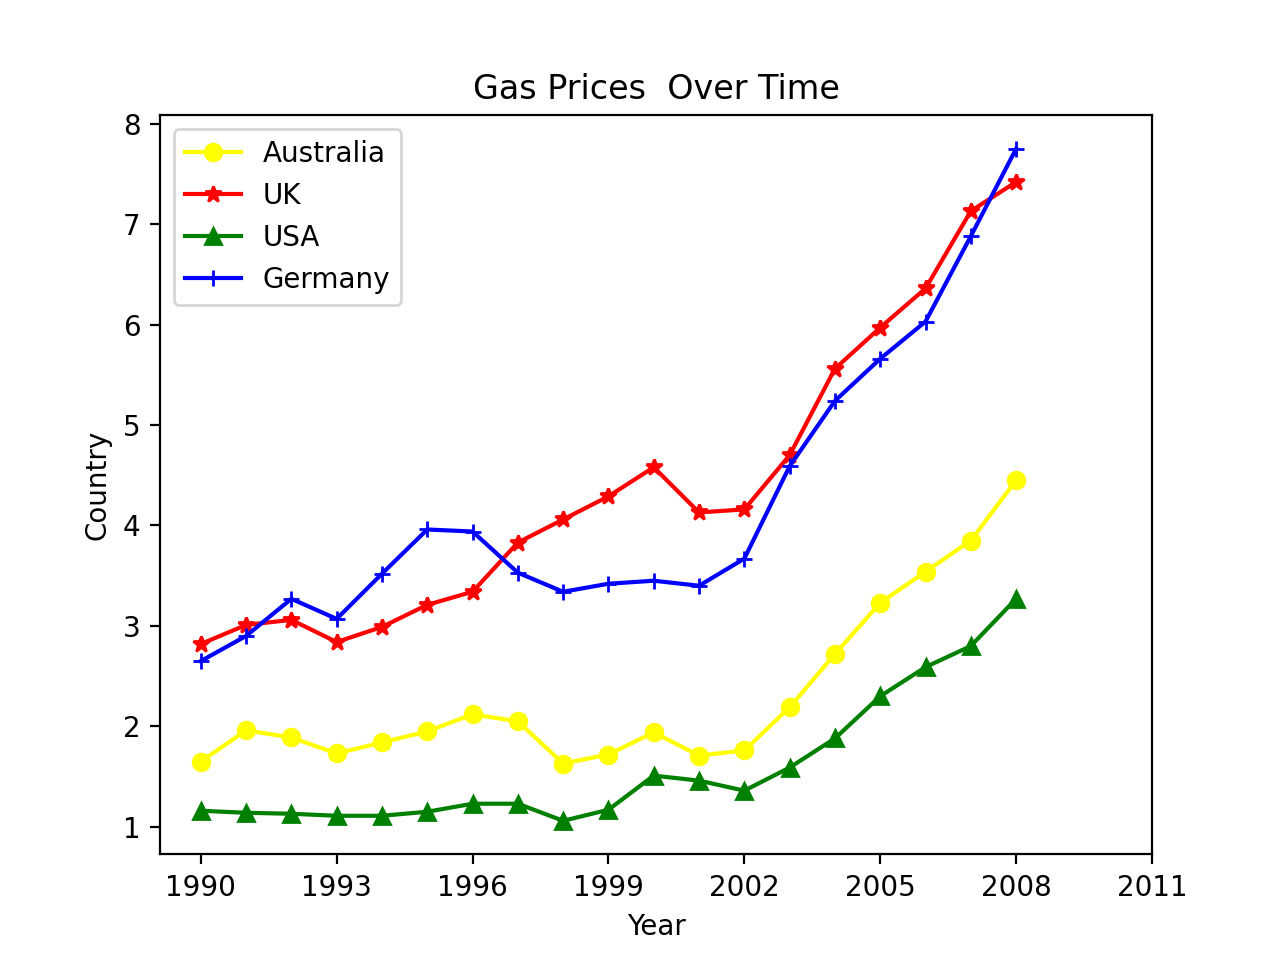 Gas Prices  Over Time
Australia
UK
USA
Germany
8
7
6
5
4
3
2
1
Country
1990 1993 1996 1999 2002 2005 2008 2011
Year